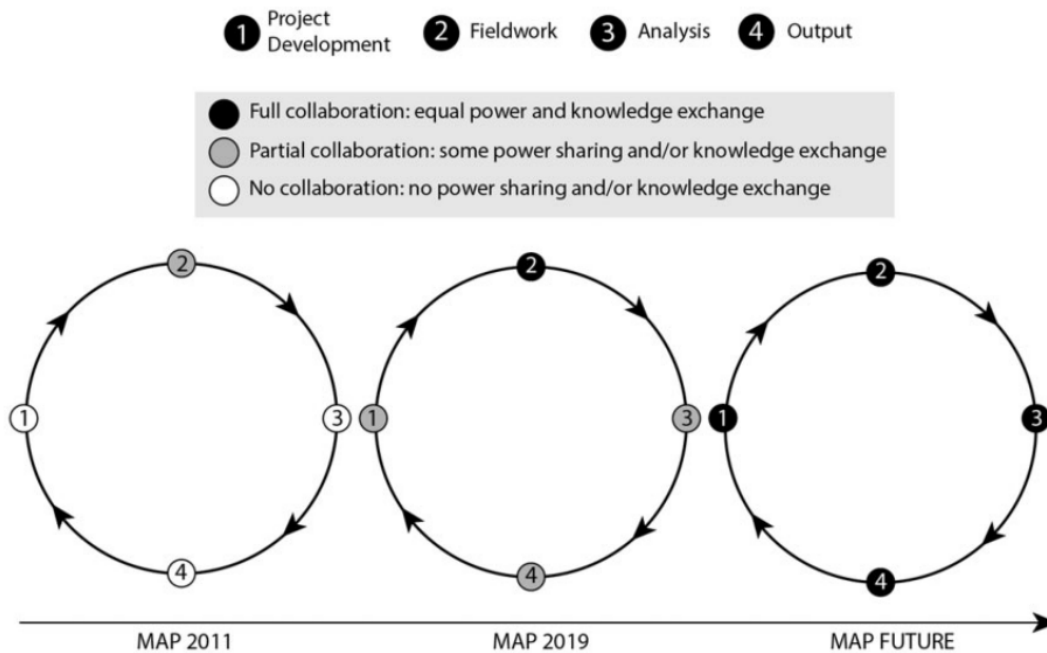 1 Project Development
2 Fieldwork
3 Analysis
4 Output
Full collaboration: equal power and knowledge exchange
Partial collaboration: some power sharing and/or knowledge exchange
No collaboration: no power sharing and/or knowledge exchange
2
1
3
4
2
1
3
4
2
1
3
4
MAP 2011
MAP 2019
MAP FUTURE